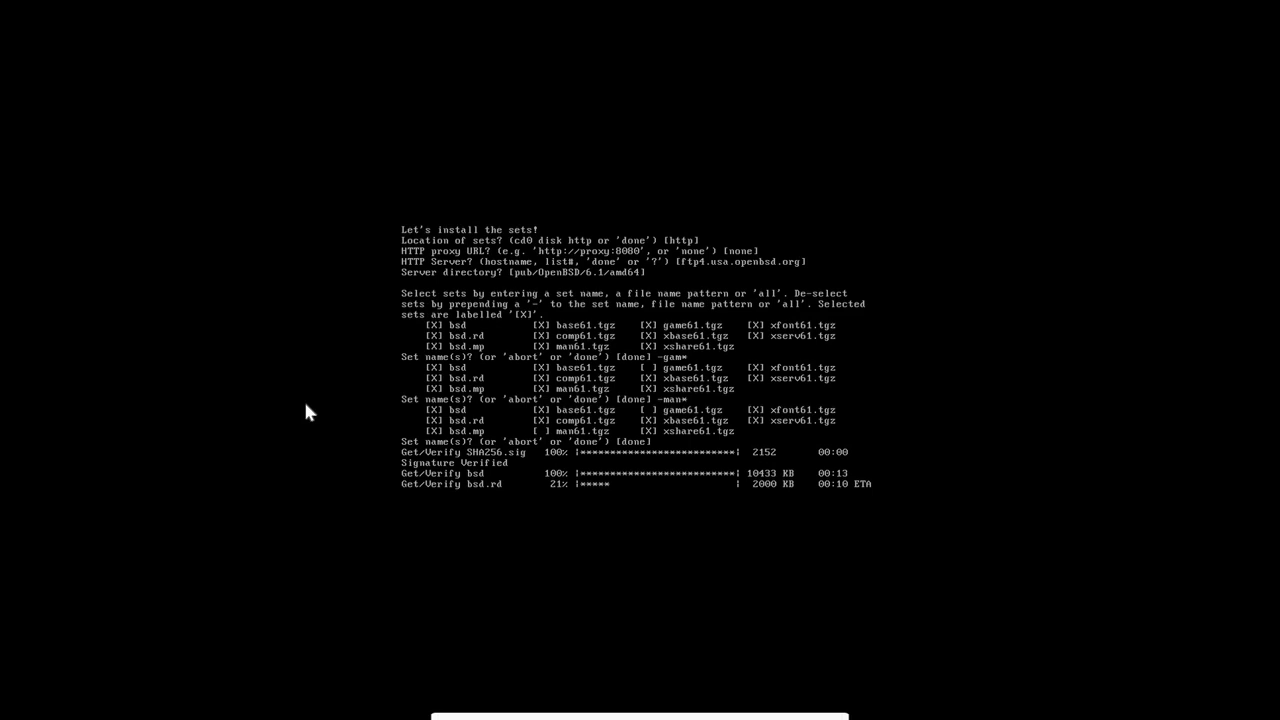 Let's install the sets!
Location of sets? (cd0 disk http or 'done') [http]
HTTP proxy URL? (e.g. 'http://proxy:8080', or 'none') [none]
HTTP Server? (hostname, list#, 'done' or '?') [ftp4.usa.openbsd.org]
Server directory? [pub/OpenBSD/6.1/amd64]
Select sets by entering a set name, a file name pattern or 'all'. De-select
sets by prepending a '-' to the set name, file name pattern or 'all'. Selected
sets are labelled '[X]'.
[X] bsd [X] base61.tgz [X] game61.tgz [X] xfont61.tgz
[X] bsd.rd [X] comp61.tgz [X] xbase61.tgz [X] xserv61.tgz
[X] bsd.mp [X] man61.tgz [X] xshare61.tgz
Set name(s)? (or 'abort' or 'done') [done] -gam*
[X] bsd [X] base61.tgz [ ] game61.tgz [X] xfont61.tgz
[X] bsd.rd [X] comp61.tgz [X] xbase61.tgz [X] xserv61.tgz
[X] bsd.mp [X] man61.tgz [X] xshare61.tgz
Set name(s)? (or 'abort' or 'done') [done] -man*
[X] bsd [X] base61.tgz [ ] game61.tgz [X] xfont61.tgz
[X] bsd.rd [X] comp61.tgz [X] xbase61.tgz [X] xserv61.tgz
[X] bsd.mp [ ] man61.tgz [X] xshare61.tgz
Set name(s)? (or 'abort' or 'done') [done]
Get/Verify SHA256.sig 100% |**************************| 2152 00:00
Signature Verified
Get/Verify bsd 100% |**************************| 10433 KB 00:13
Get/Verify bsd.rd 21% |***** | 2000 KB 00:10 ETA